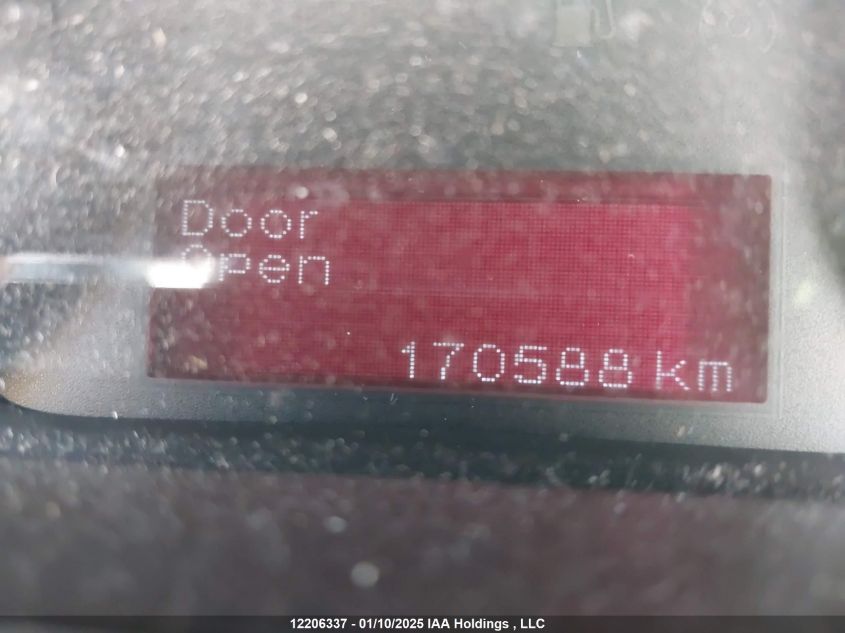 Door
Open
170588 km
12206337 - 01/10/2025 IAA Holdings , LLC